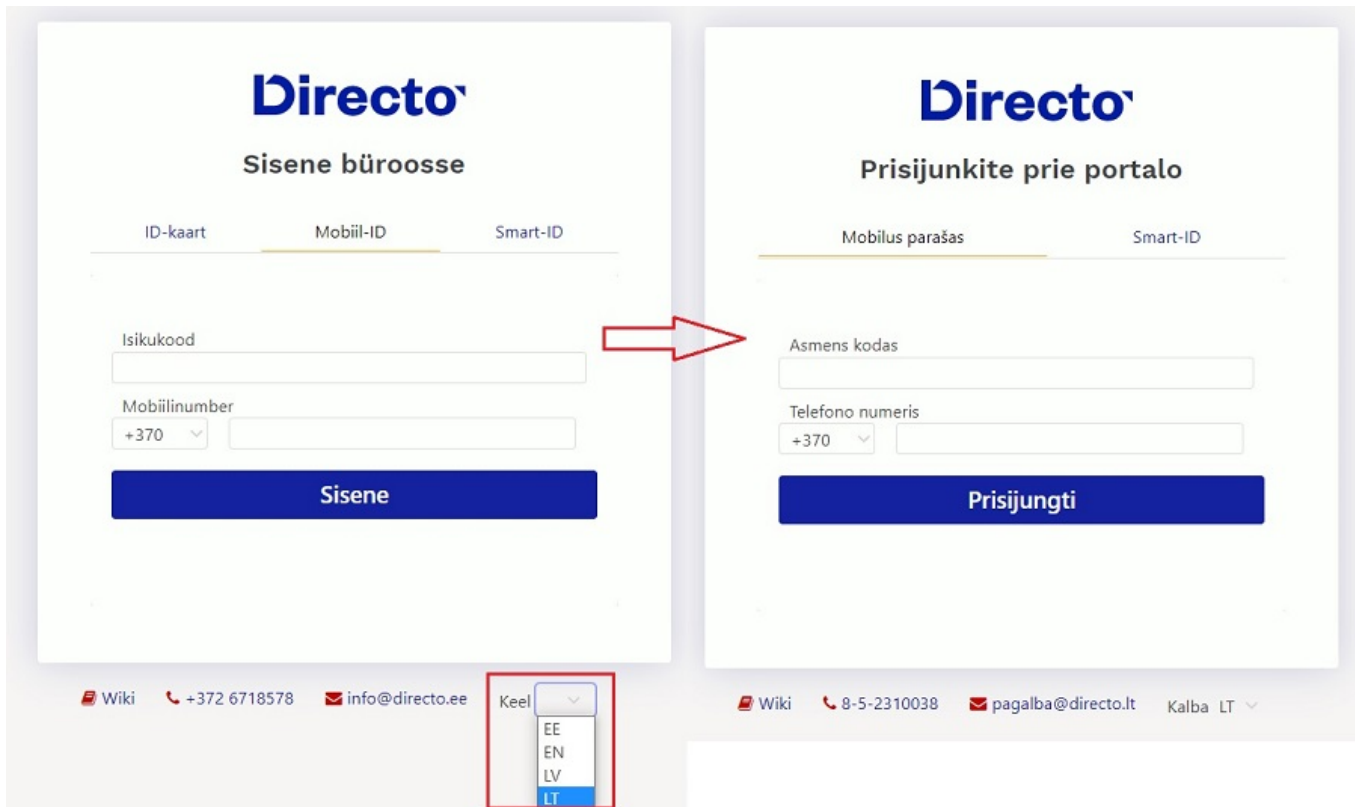 Directo
Sisene büroosse
ID-kaart Mobiil-ID Smart-ID
Isikukood
Mobiilinumber
+370
Sisene
Wiki +372 6718578 info@directo.ee Keel
EE
EN
LV
LT
Directo
Prisijunkite prie portalo
Mobilus parašas Smart-ID
Asmens kodas
Telefono numeris
+370
Prisijungti
Wiki 8-5-2310038 pagalba@directo.lt Kalba LT